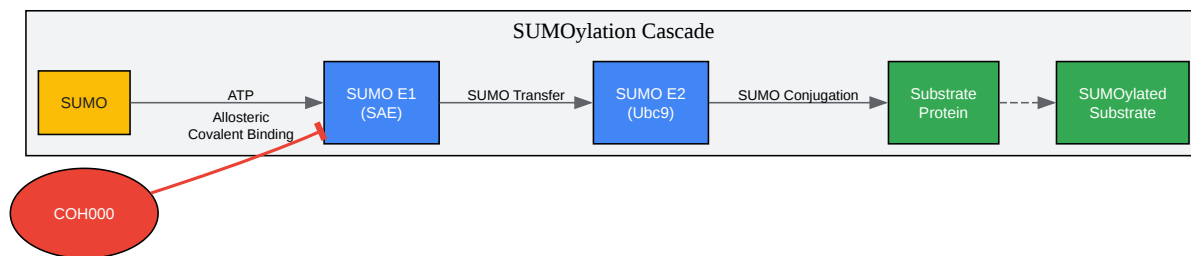 SUMOylation Cascade
SUMO
ATP
Allosteric
Covalent Binding
SUMO E1
(SAE)
SUMO Transfer
SUMO E2
(Ubc9)
SUMO Conjugation
Substrate
Protein
SUMOylated
Substrate
COH000